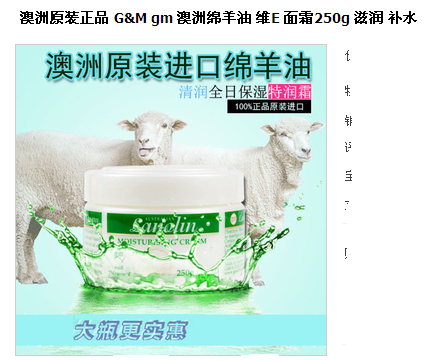 澳洲原装正品 G&M gm 澳洲绵羊油 维E 面霜250g 滋润 补水
澳洲原装进口绵羊油
清润全日保湿特润霜
100%正品原装进口
Lanolin
MOISTURISING CREAM
250g
大瓶更实惠